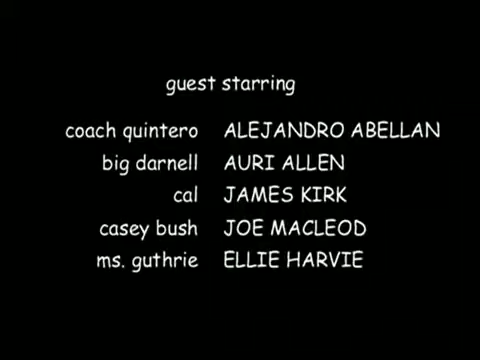 guest starring
coach quintero ALEJANDRO ABELLAN
big darnell AURI ALLEN
cal JAMES KIRK
casey bush JOE MACLEOD
ms. guthrie ELLIE HARVIE